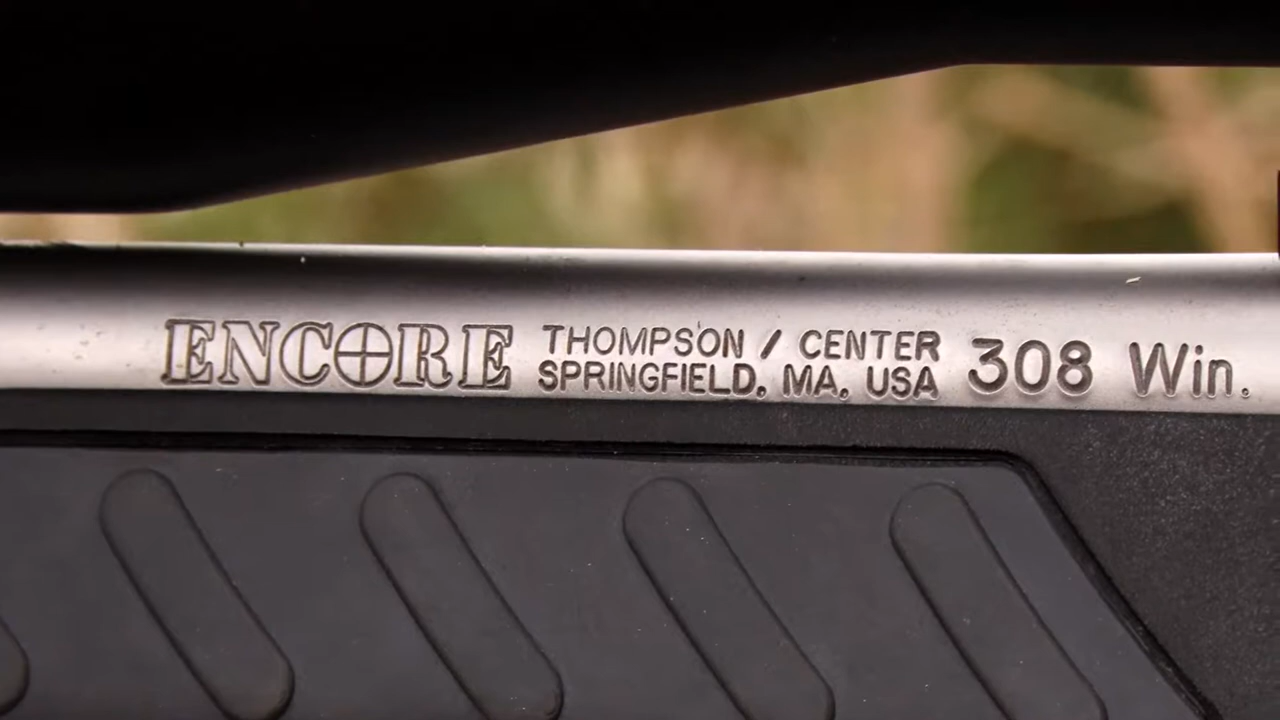 ENCORE
THOMPSON / CENTER
SPRINGFIELD, MA, USA
308 Win.